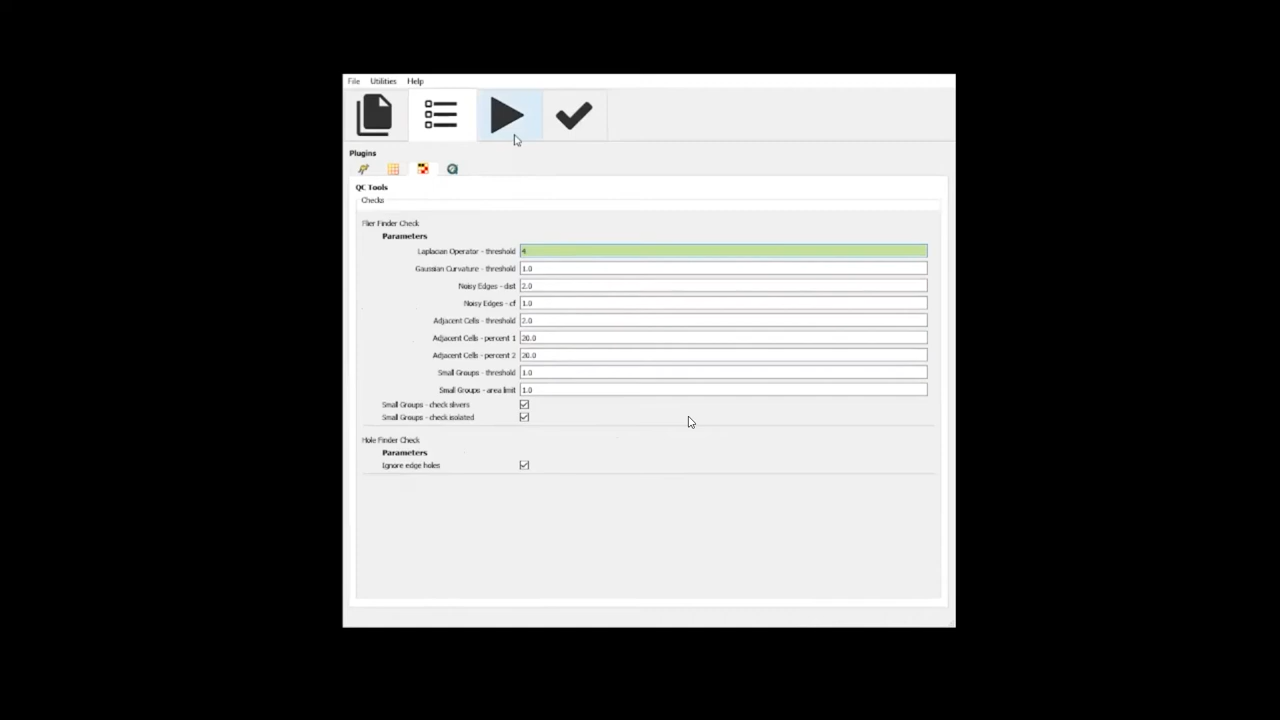 File Utilities Help
Plugins
QC Tools
Checks
Flier Finder Check
Parameters
Laplacian Operator - threshold 4
Gaussian Curvature - threshold 1.0
Noisy Edges - dist 2.0
Noisy Edges - cf 1.0
Adjacent Cells - threshold 2.0
Adjacent Cells - percent 1 20.0
Adjacent Cells - percent 2 20.0
Small Groups - threshold 1.0
Small Groups - area limit 1.0
Small Groups - check slivers
Small Groups - check isolated
Hole Finder Check
Parameters
Ignore edge holes